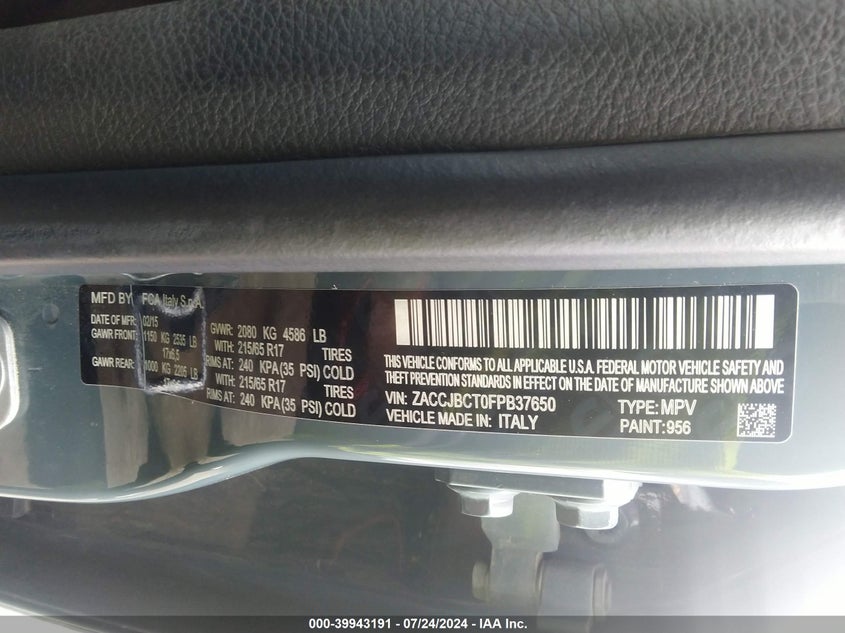 MFD BY FCA Italy S.p.A
DATE OF MFR: 02/15
GAWR FRONT: 1150 KG 2535 LB
17x6.5
GAWR REAR: 1000 KG 2205 LB
GVWR: 2080 KG 4586 LB
WITH: 215/65 R17 TIRES
RIMS AT: 240 KPA(35 PSI) COLD
WITH: 215/65 R17 TIRES
RIMS AT: 240 KPA(35 PSI) COLD
THIS VEHICLE CONFORMS TO ALL APPLICABLE U.S.A. FEDERAL MOTOR VEHICLE SAFETY AND
THEFT PREVENTION STANDARDS IN EFFECT ON THE DATE OF MANUFACTURE SHOWN ABOVE.
VIN: ZACCJBCT0FPB37650 TYPE: MPV
VEHICLE MADE IN: ITALY PAINT:956
000-39943191 - 07/24/2024 - IAA Inc.